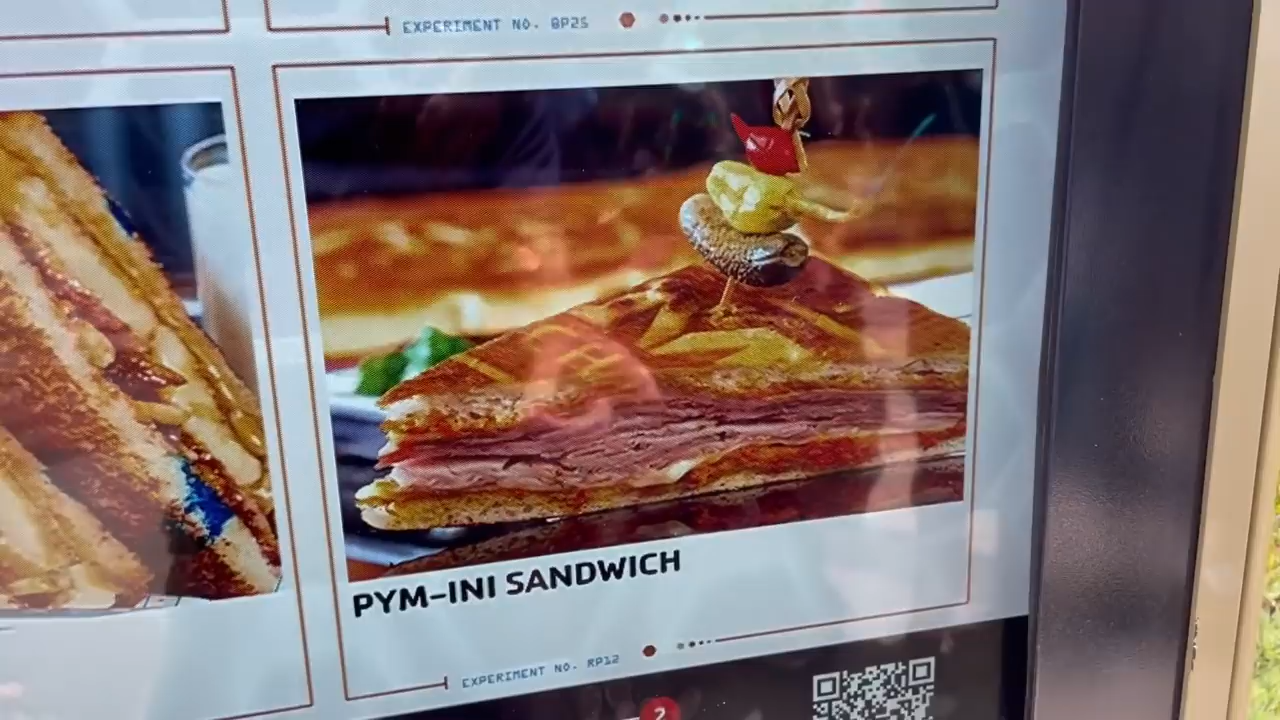 EXPERIMENT NO. BP25
PYM-INI SANDWICH
EXPERIMENT NO. RP12
2